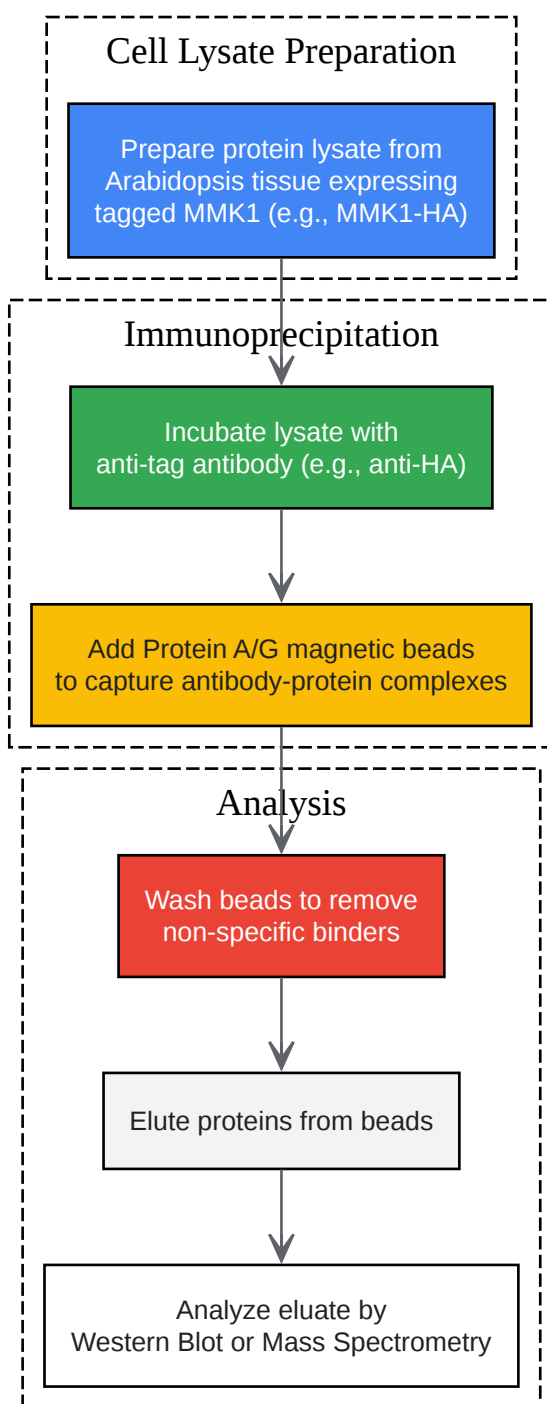 Cell Lysate Preparation
Prepare protein lysate from
Arabidopsis tissue expressing
tagged MMK1 (e.g., MMK1-HA)
Immunoprecipitation
Incubate lysate with
anti-tag antibody (e.g., anti-HA)
Add Protein A/G magnetic beads
to capture antibody-protein complexes
Analysis
Wash beads to remove
non-specific binders
Elute proteins from beads
Analyze eluate by
Western Blot or Mass Spectrometry